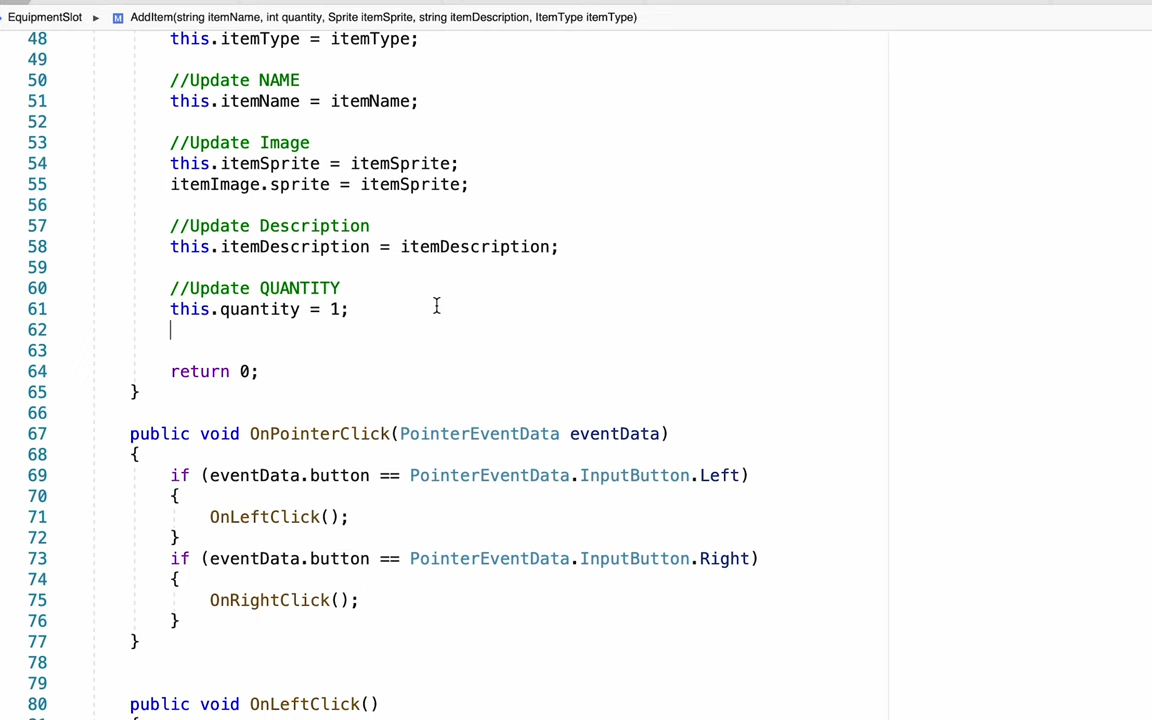 EquipmentSlot ▸ M AddItem(string itemName, int quantity, Sprite itemSprite, string itemDescription, ItemType itemType)
48 this.itemType = itemType;
49
50 //Update NAME
51 this.itemName = itemName;
52
53 //Update Image
54 this.itemSprite = itemSprite;
55 itemImage.sprite = itemSprite;
56
57 //Update Description
58 this.itemDescription = itemDescription;
59
60 //Update QUANTITY
61 this.quantity = 1;
62
63
64 return 0;
65 }
66
67 public void OnPointerClick(PointerEventData eventData)
68 {
69 if (eventData.button == PointerEventData.InputButton.Left)
70 {
71 OnLeftClick();
72 }
73 if (eventData.button == PointerEventData.InputButton.Right)
74 {
75 OnRightClick();
76 }
77 }
78
79
80 public void OnLeftClick()